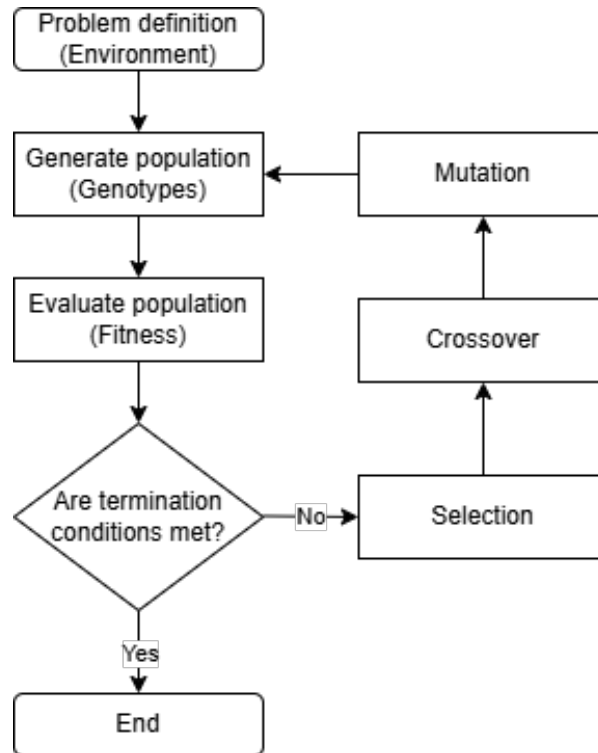 Problem definition
(Environment)
Generate population
(Genotypes)
Mutation
Evaluate population
(Fitness)
Crossover
Are termination
conditions met?
No
Selection
Yes
End